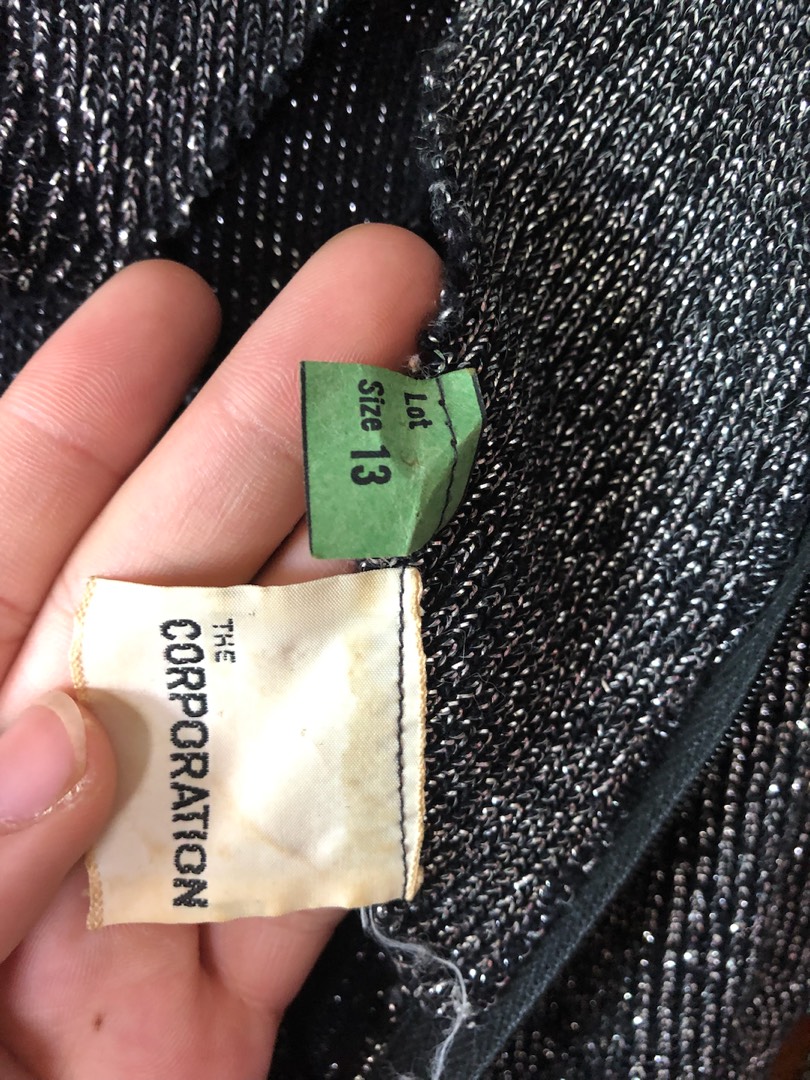 Lot
Size 13
THE
CORPORATION